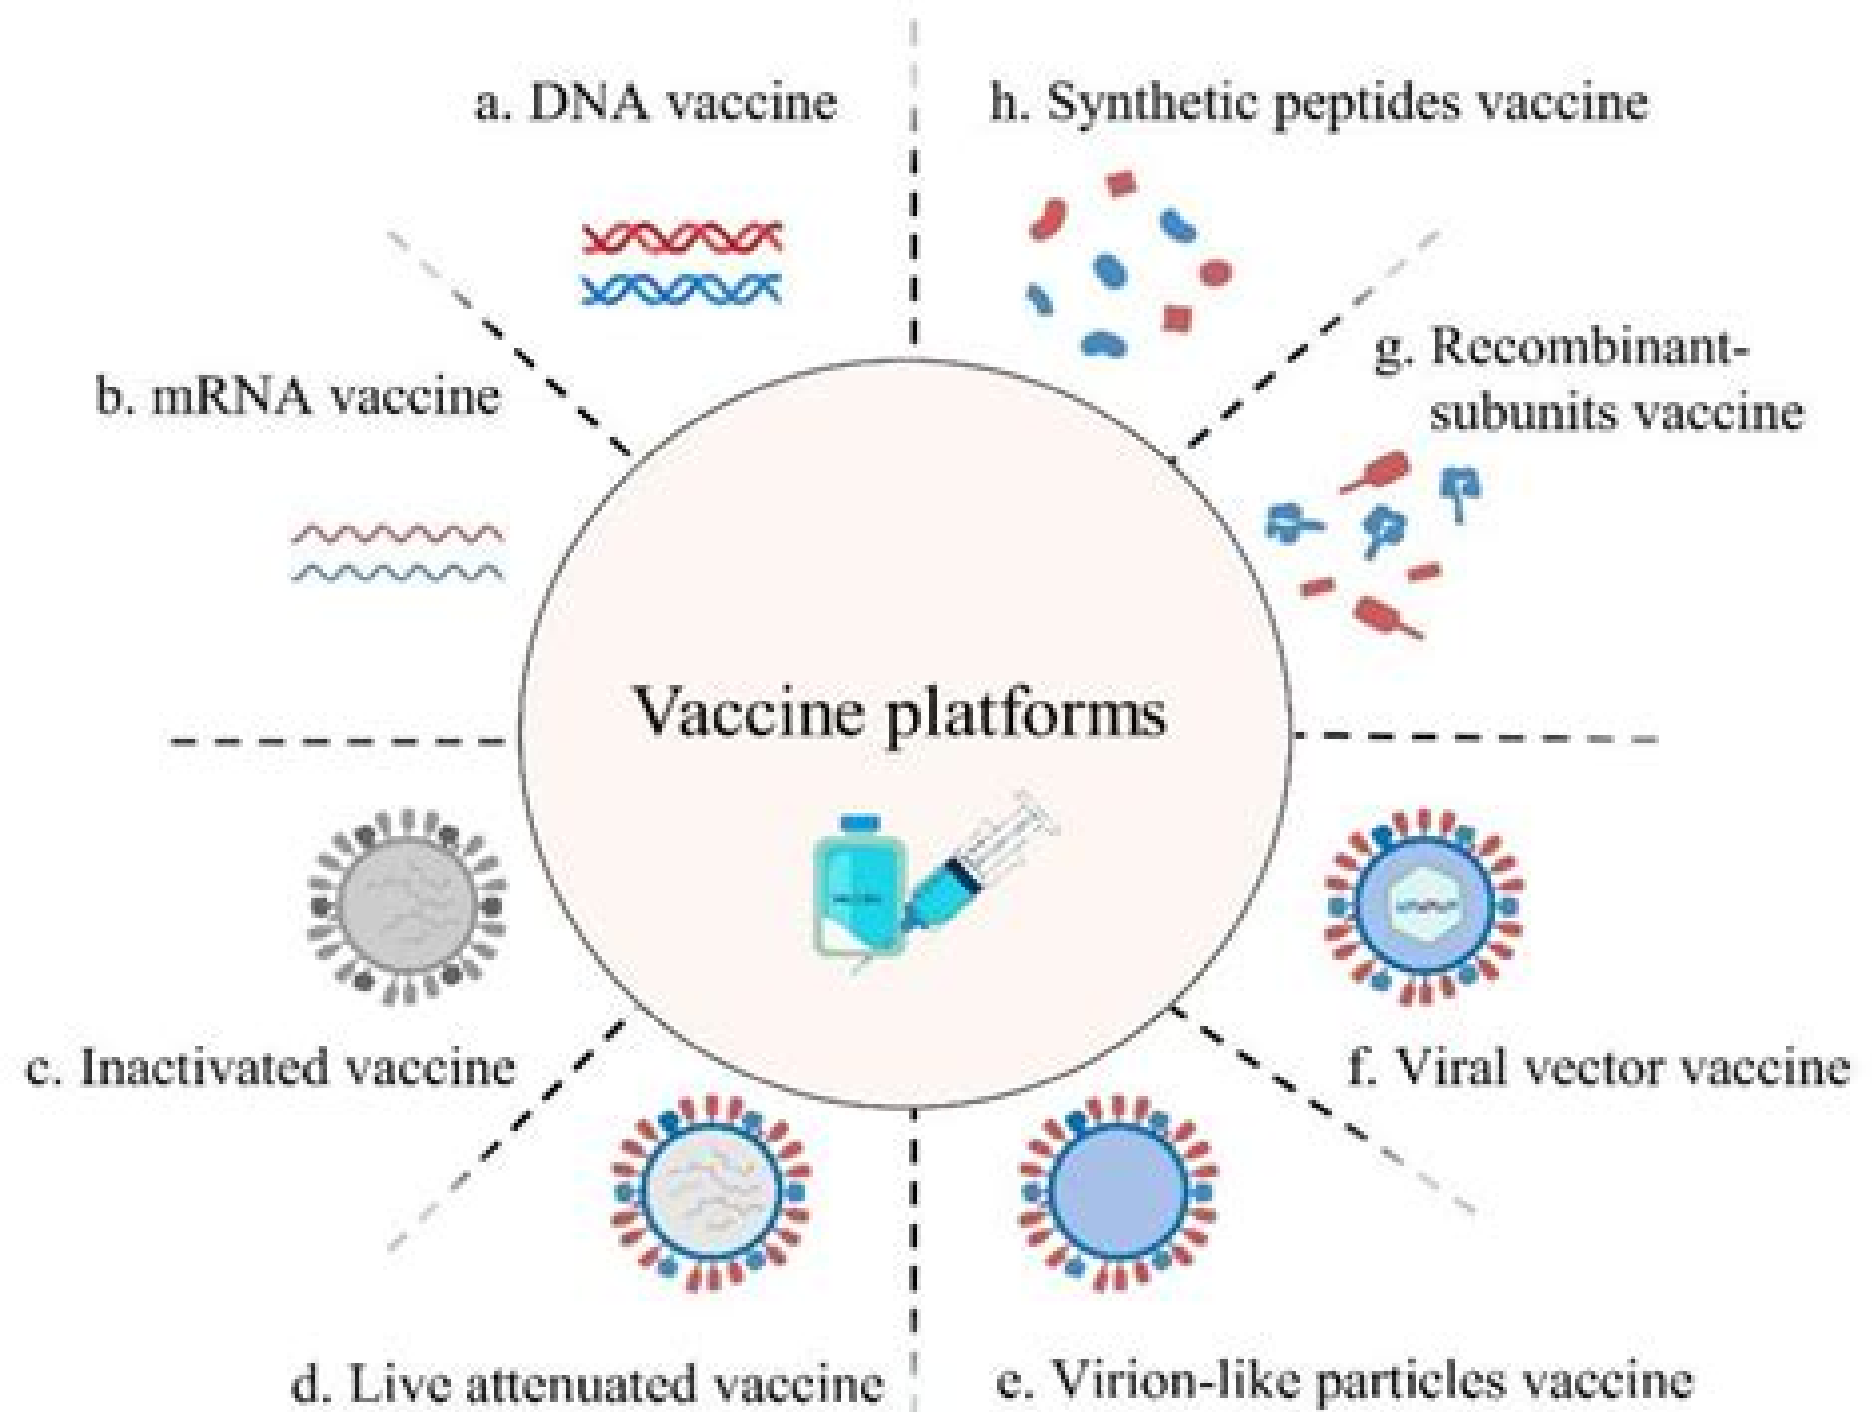 a. DNA vaccine
h. Synthetic peptides vaccine
g. Recombinant-
subunits vaccine
b. mRNA vaccine
Vaccine platforms
c. Inactivated vaccine
f. Viral vector vaccine
d. Live attenuated vaccine
e. Virion-like particles vaccine